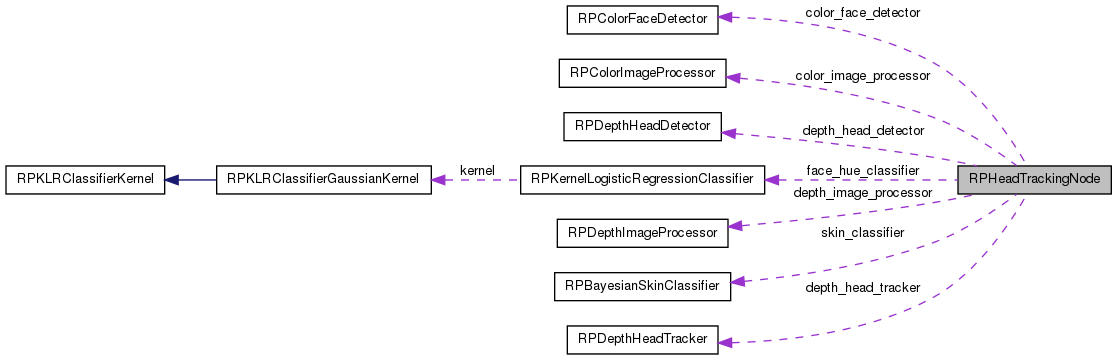 RPColorFaceDetector
color_face_detector
RPColorImageProcessor
color_image_processor
RPDepthHeadDetector
depth_head_detector
RPKLRClassifierKernel
RPKLRClassifierGaussianKernel
kernel
RPKernelLogisticRegressionClassifier
face_hue_classifier
RPHeadTrackingNode
depth_image_processor
RPDepthImageProcessor
skin_classifier
RPBayesianSkinClassifier
depth_head_tracker
RPDepthHeadTracker